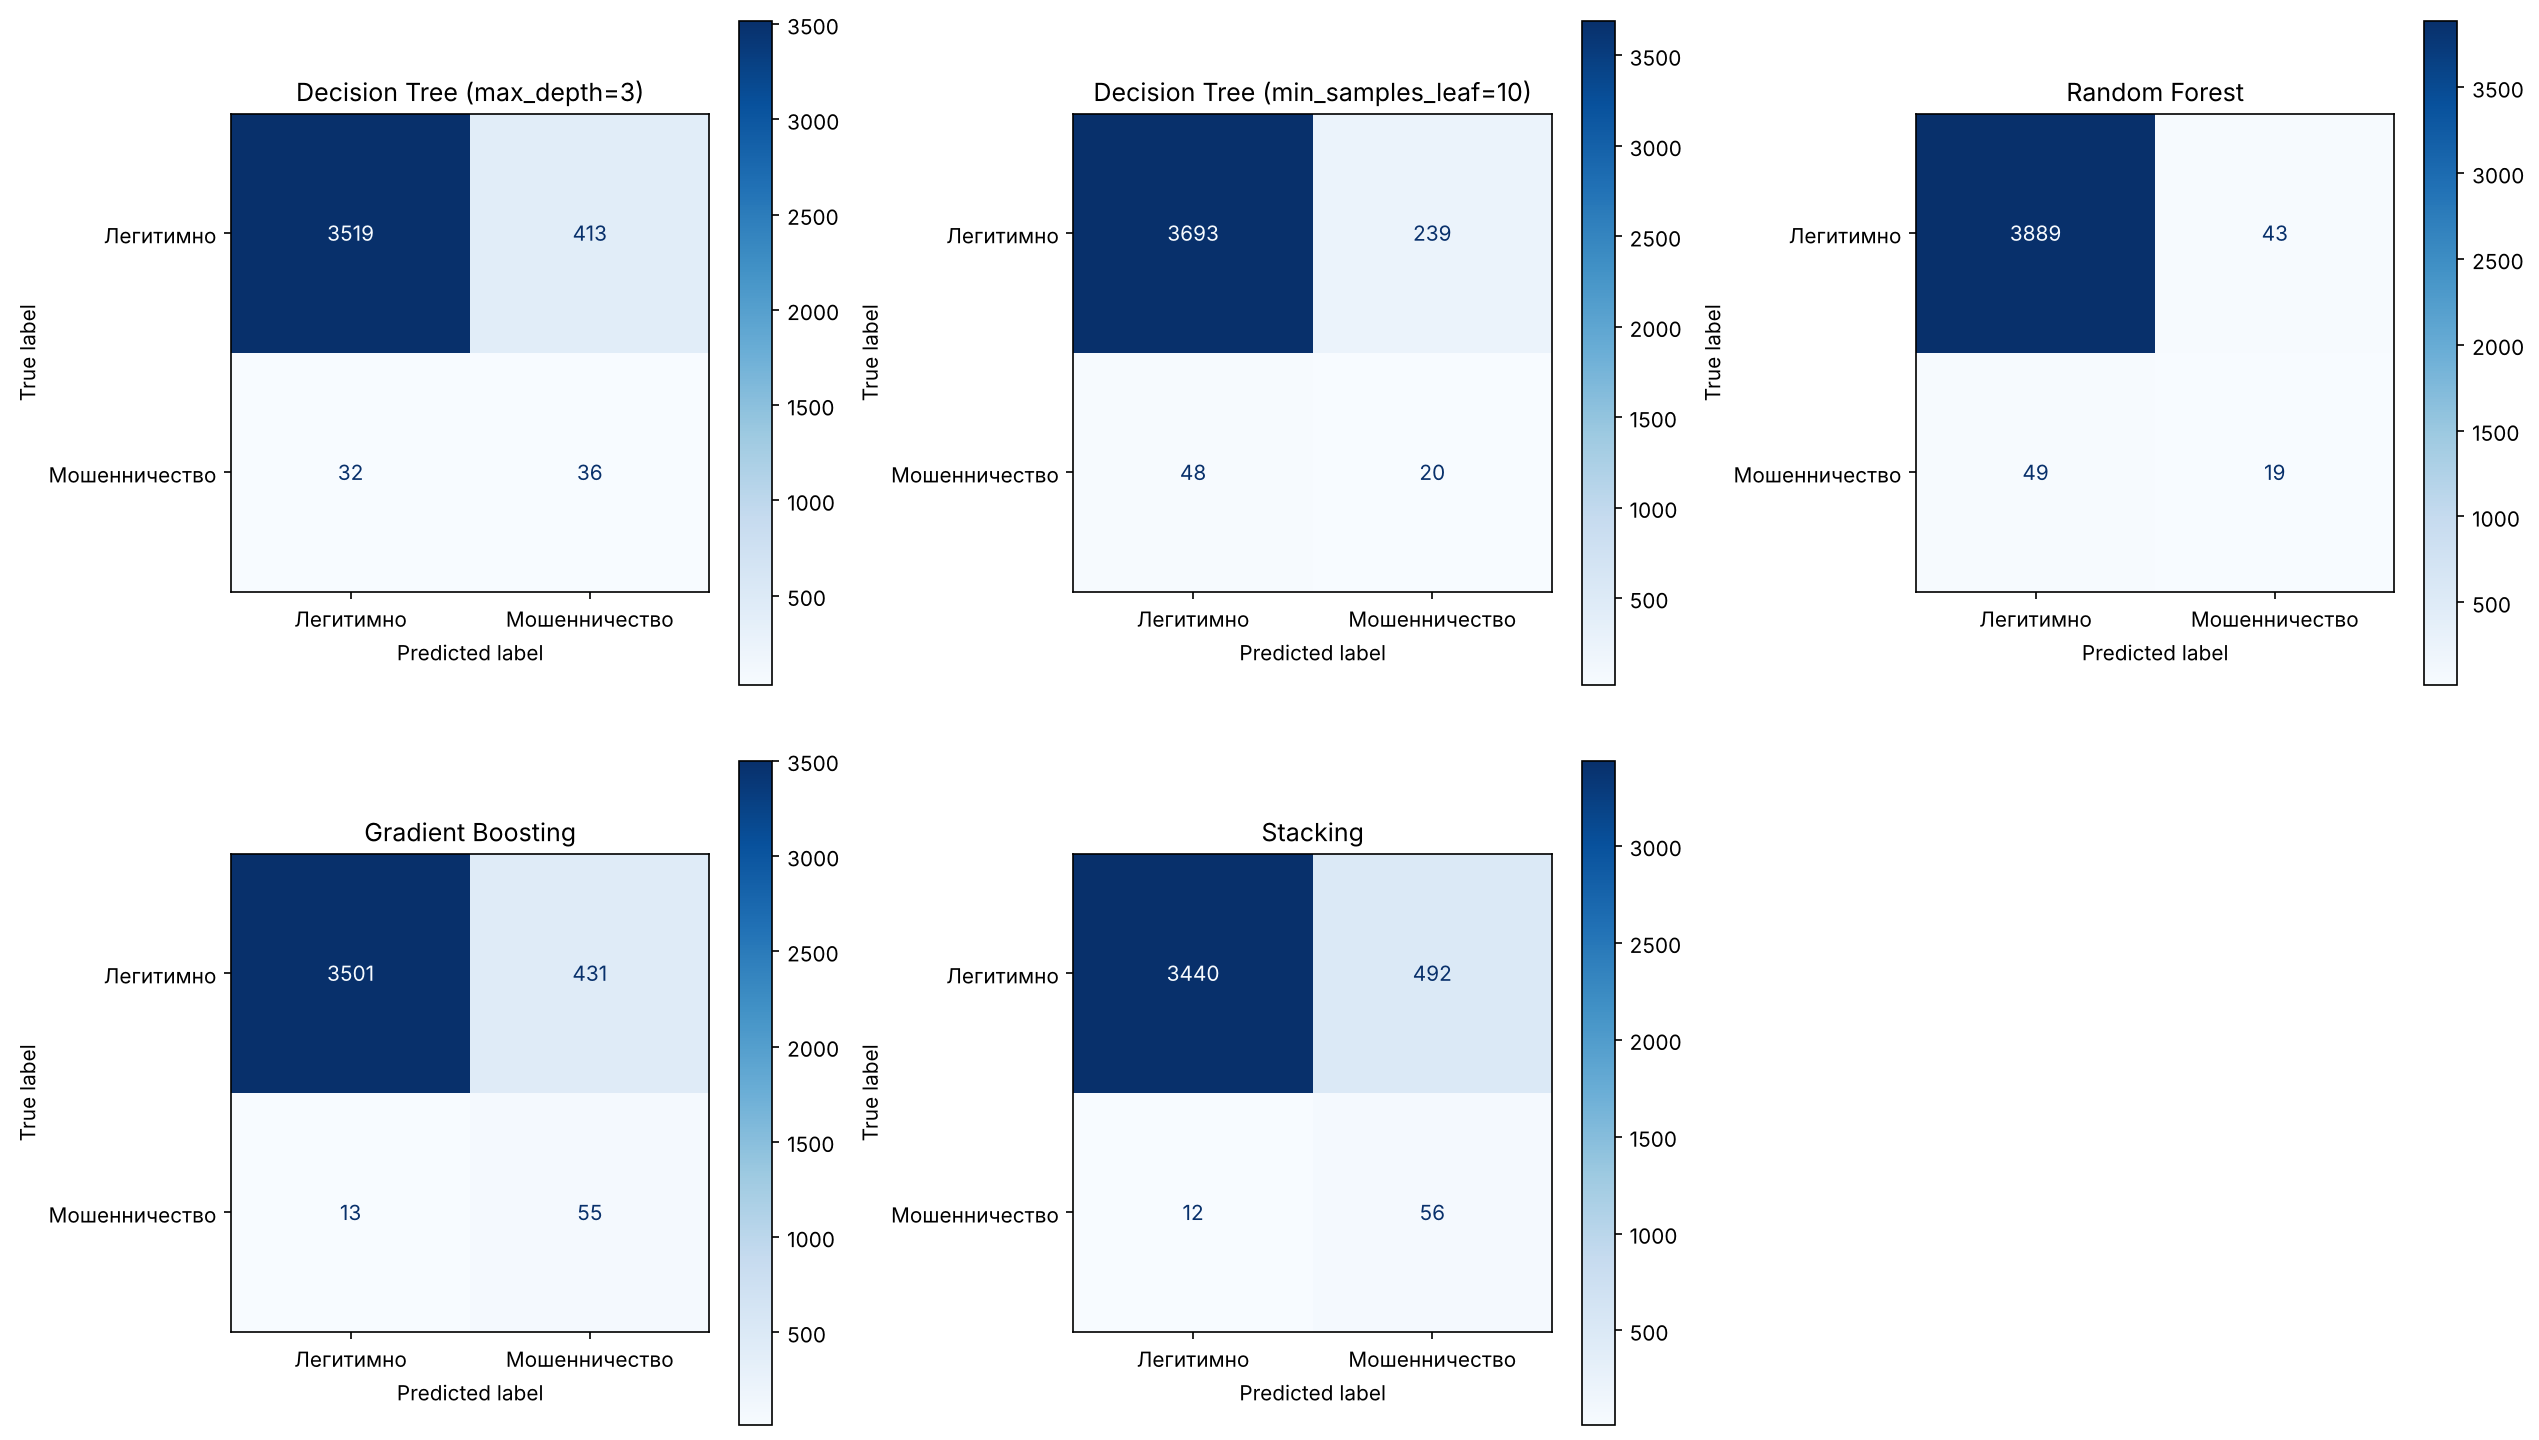 Decision Tree (max_depth=3)
3500
3000
2500
2000
1500
1000
500
True label
Легитимно
Мошенничество
3519
413
32
36
Легитимно
Мошенничество
Predicted label
Decision Tree (min_samples_leaf=10)
3500
3000
2500
2000
1500
1000
500
True label
Легитимно
Мошенничество
3693
239
48
20
Легитимно
Мошенничество
Predicted label
Random Forest
3500
3000
2500
2000
1500
1000
500
True label
Легитимно
Мошенничество
3889
43
49
19
Легитимно
Мошенничество
Predicted label
Gradient Boosting
3500
3000
2500
2000
1500
1000
500
True label
Легитимно
Мошенничество
3501
431
13
55
Легитимно
Мошенничество
Predicted label
Stacking
3000
2500
2000
1500
1000
500
True label
Легитимно
Мошенничество
3440
492
12
56
Легитимно
Мошенничество
Predicted label